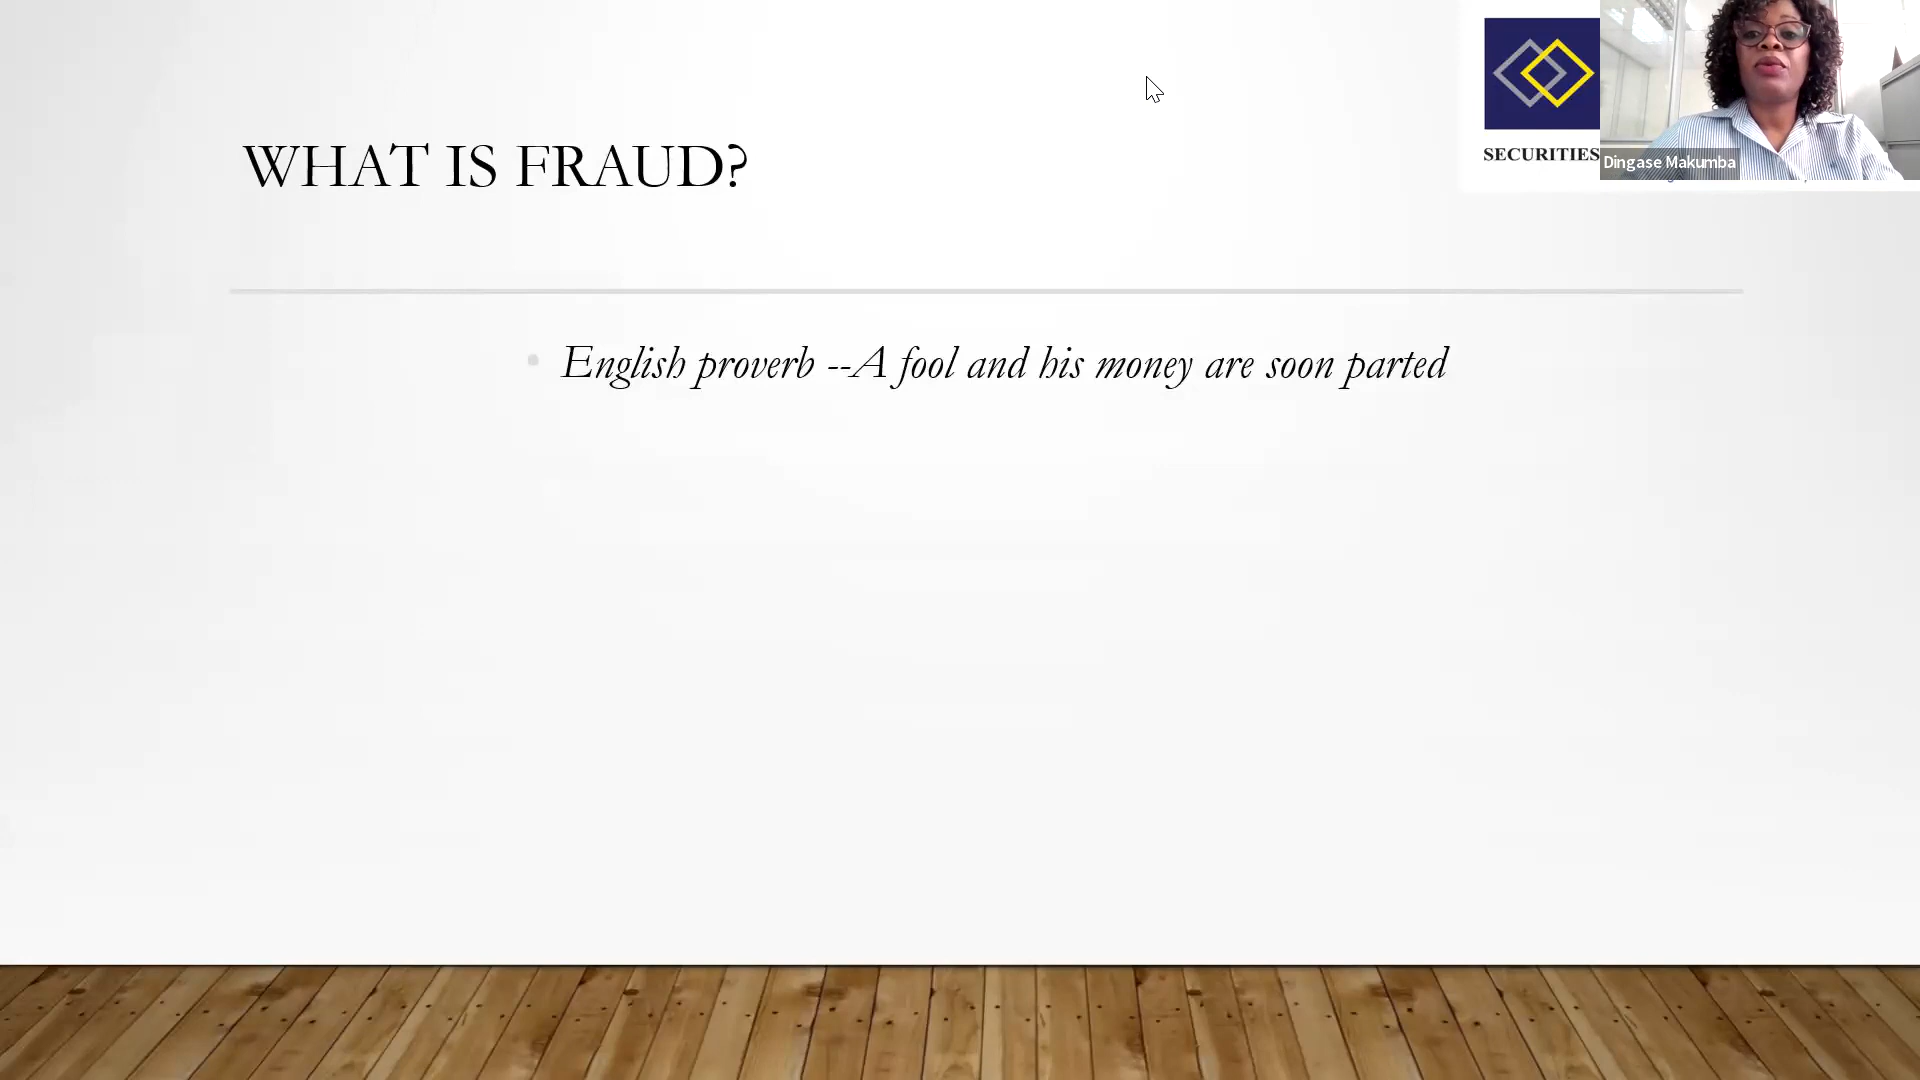 WHAT IS FRAUD?
SECURITIES
Dingase Makumba
English proverb --A fool and his money are soon parted